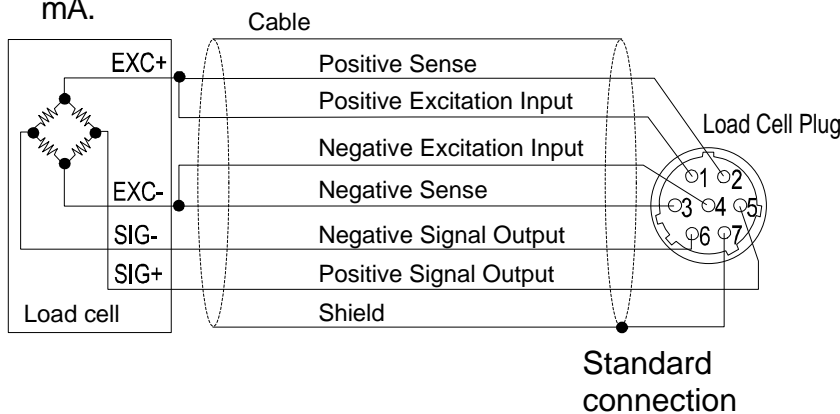 mA.
Cable
EXC+
Positive Sense
Positive Excitation Input
Load Cell Plug
Negative Excitation Input
1 2
EXC-
Negative Sense
3 4 5
SIG-
Negative Signal Output
6 7
SIG+
Positive Signal Output
Load cell
Shield
Standard
connection